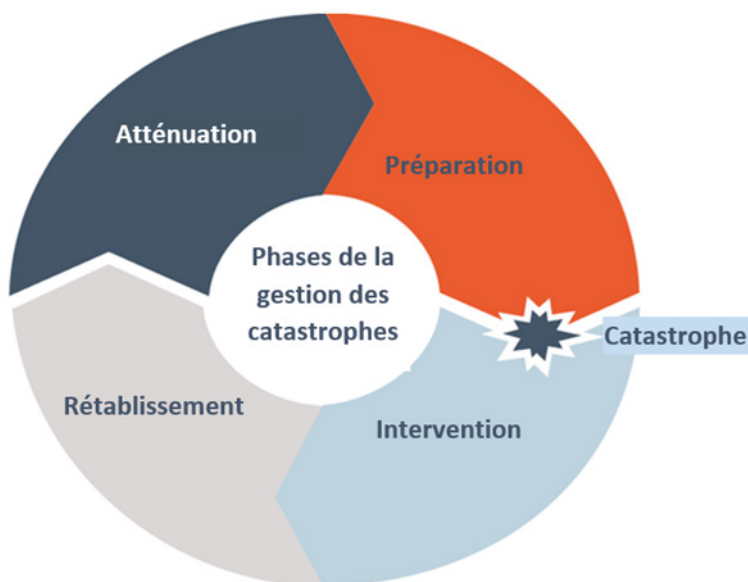 Atténuation
Préparation
Phases de la
gestion des
catastrophes
Catastrophe
Rétablissement
Intervention